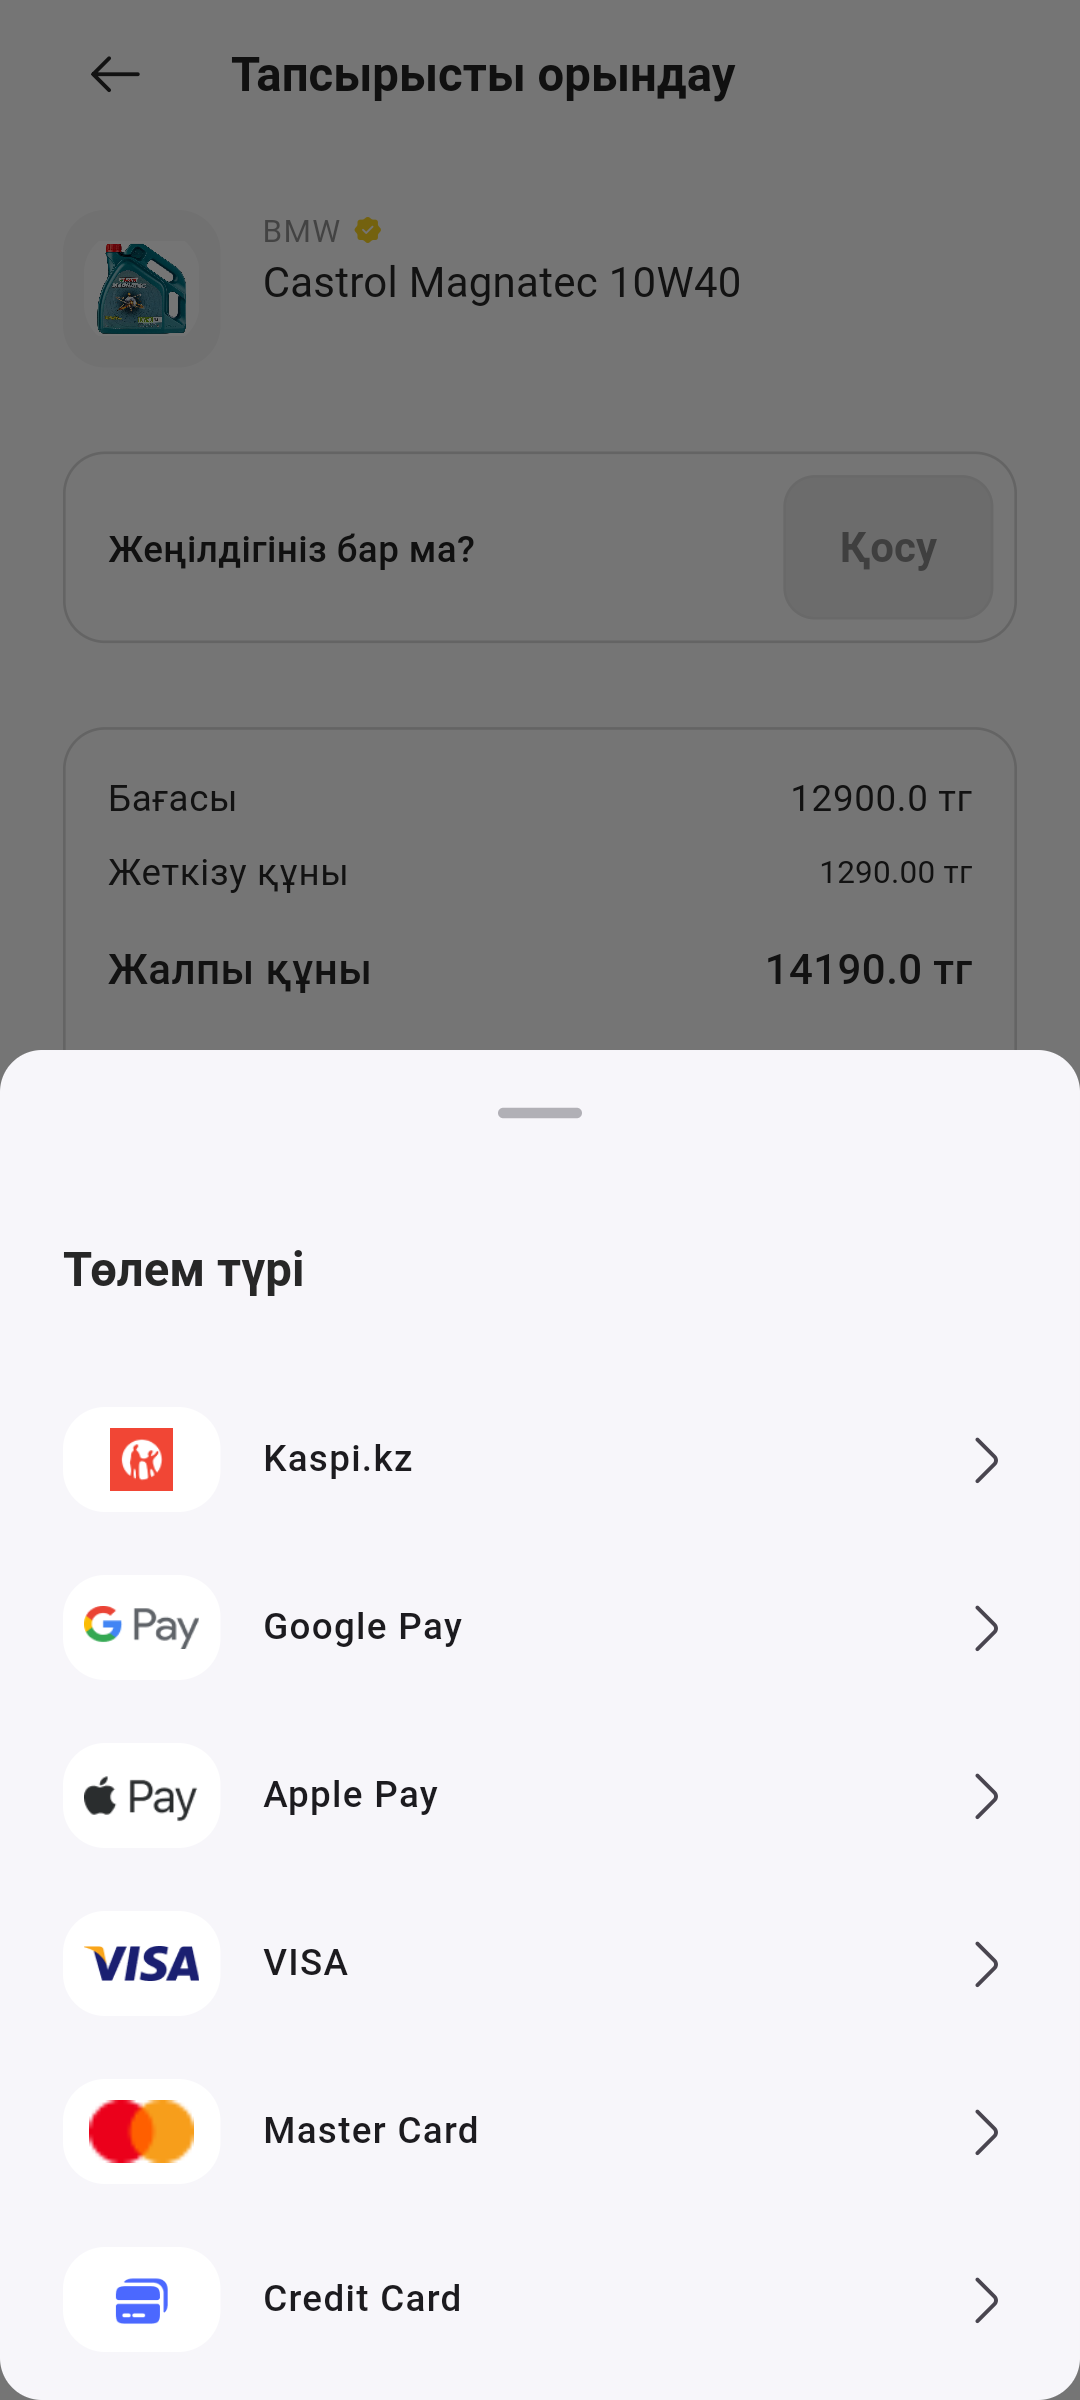 Тапсырысты орындау
BMW
Castrol Magnatec 10W40
Жеңілдігініз бар ма?
Қосу
Бағасы 12900.0 тг
Жеткізу құны 1290.00 тг
Жалпы құны 14190.0 тг
Төлем түрі
Kaspi.kz
G Pay Google Pay
Pay Apple Pay
VISA VISA
Master Card
Credit Card